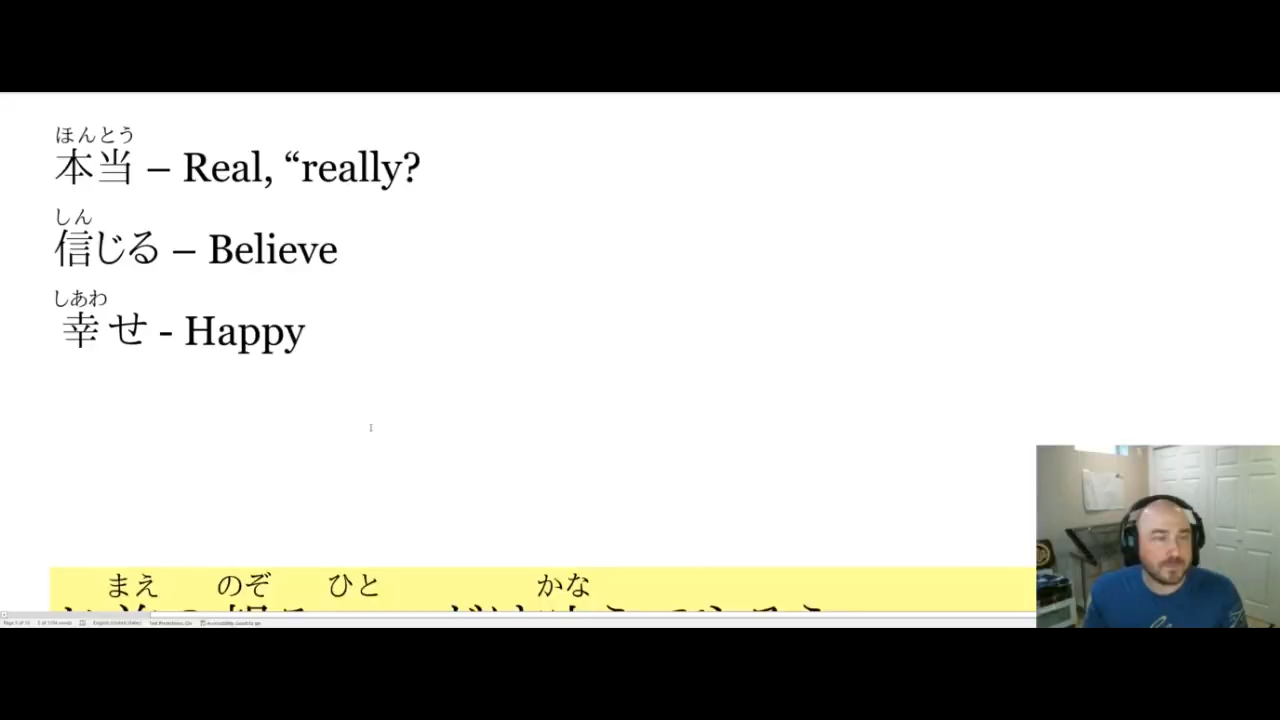 ほんとう
本当 – Real, “really?
しん
信じる – Believe
しあわ
幸せ - Happy
まえ のぞ ひと かな